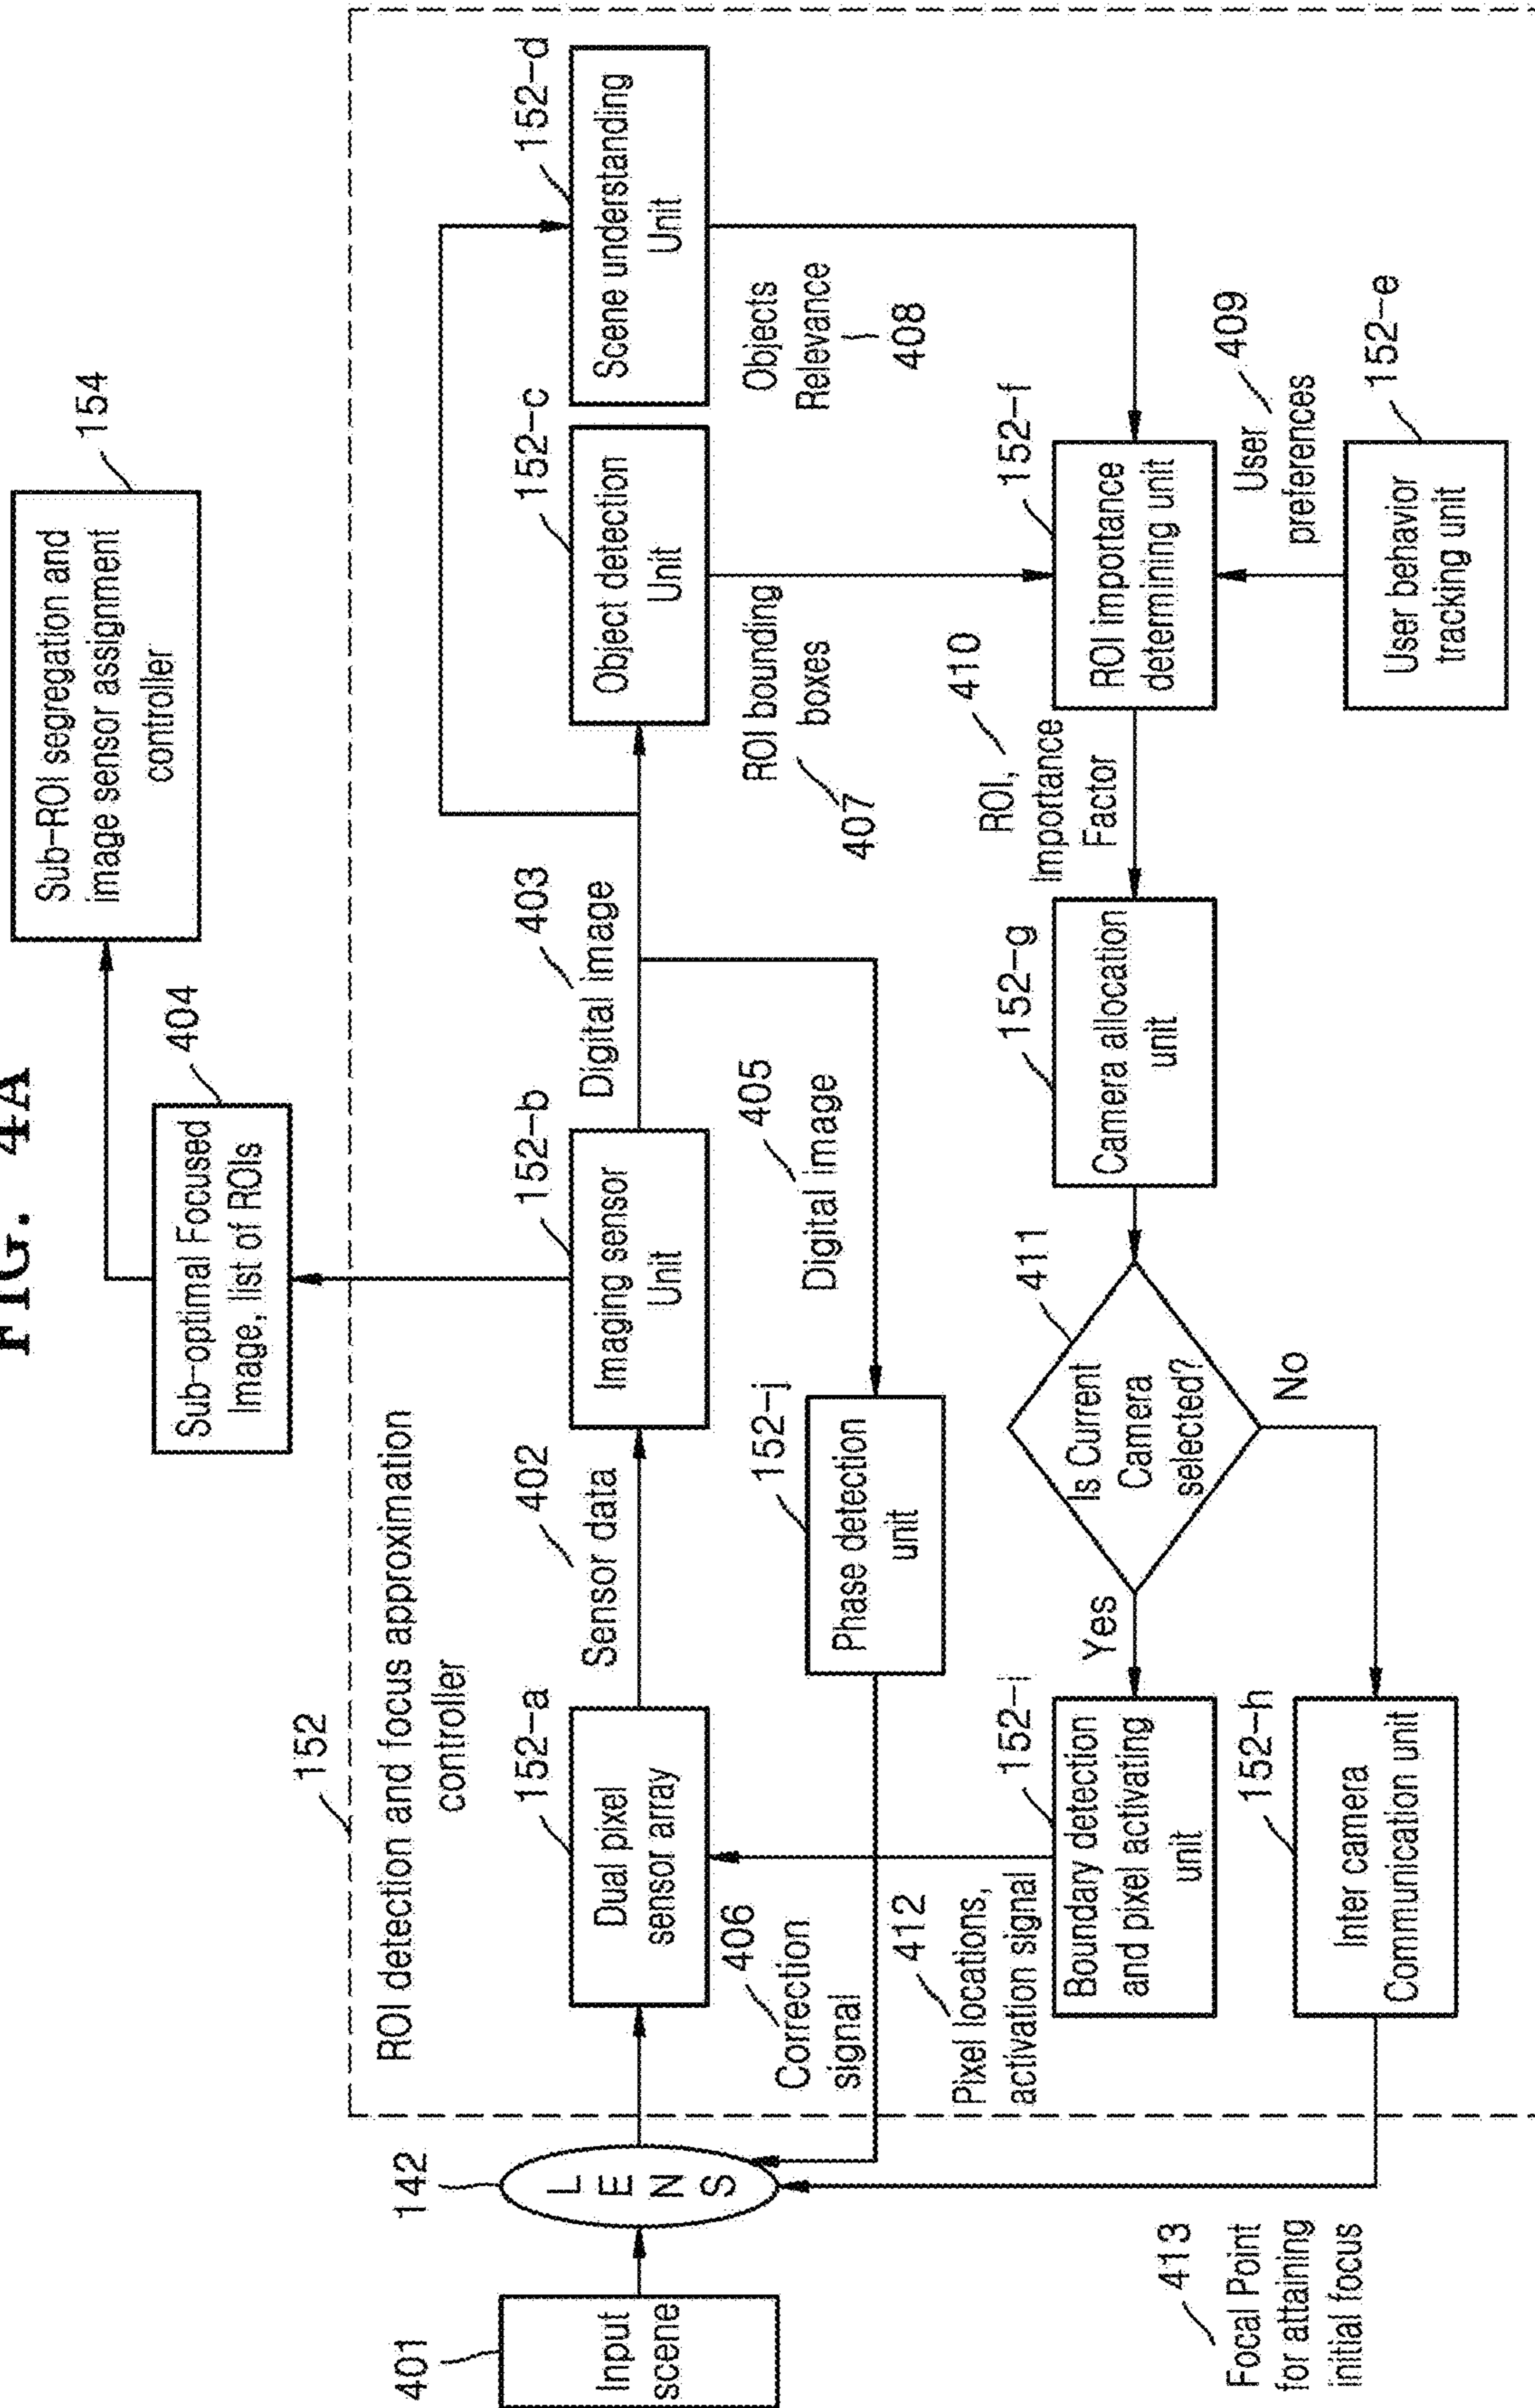 FIG. 4A
Sub-ROI segregation and
image sensor assignment
controller
154
Sub-optimal Focused
Image, list of ROIs
404
152
ROI detection and focus approximation
controller
401
Input
scene
142
LENS
152-a
Dual pixel
sensor array
402
Sensor data
152-b
Imaging sensor
Unit
403
Digital image
152-c
Object detection
Unit
152-d
Scene understanding
Unit
406
Correction
signal
152-j
Phase detection
unit
405
Digital image
ROI bounding
boxes
407
Objects
Relevance
408
412
Pixel locations,
activation signal
152-i
Boundary detection
and pixel activating
unit
Yes
411
Is Current
Camera
selected?
No
152-g
Camera allocation
unit
410
ROI,
Importance
Factor
152-f
ROI importance
determining unit
User
preferences
409
152-e
User behavior
tracking unit
152-h
Inter camera
Communication unit
413
Focal Point
for attaining
initial focus